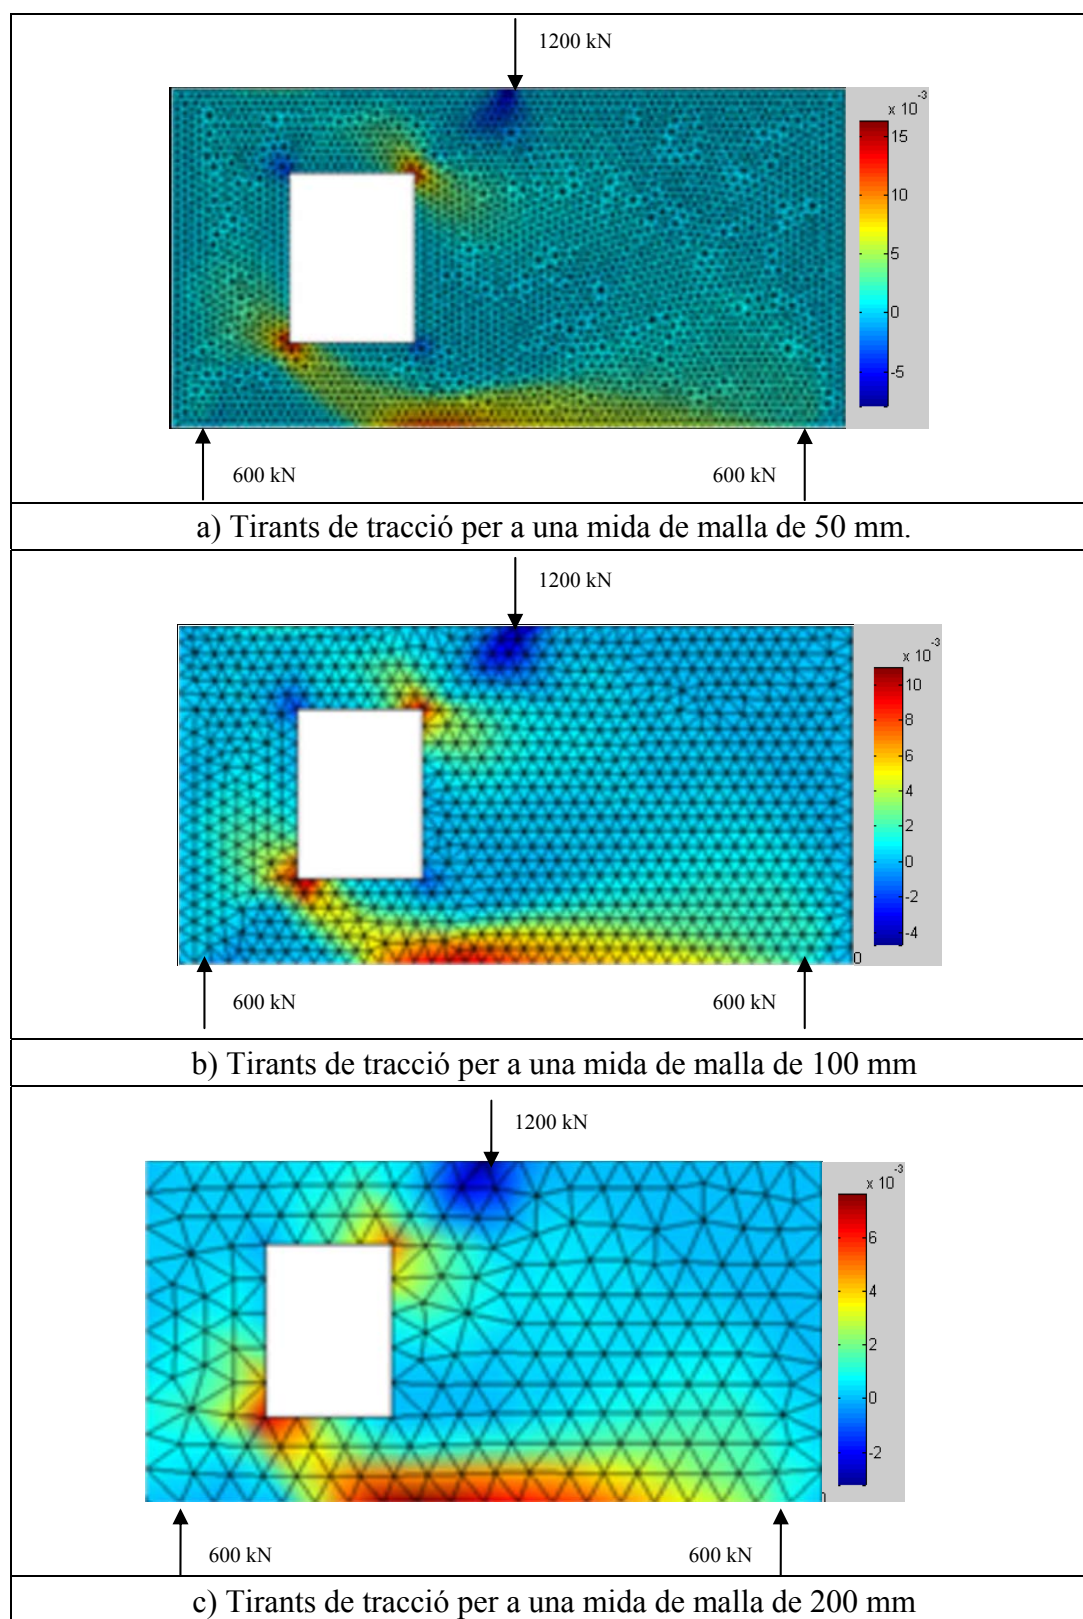 1200 kN
x 10⁻³
15
10
5
0
-5
600 kN
600 kN
a) Tirants de tracció per a una mida de malla de 50 mm.
1200 kN
x 10⁻³
10
8
6
4
2
0
-2
-4
0
600 kN
600 kN
b) Tirants de tracció per a una mida de malla de 100 mm
1200 kN
x 10⁻³
6
4
2
0
-2
600 kN
600 kN
c) Tirants de tracció per a una mida de malla de 200 mm